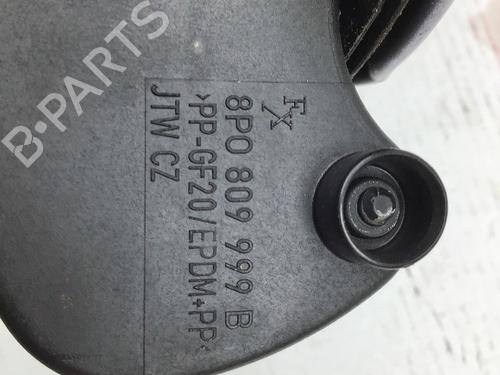 B-PARTS
FX
8P0 809 999 B
>PP-GF20/EPDM+PP<
JTW CZ